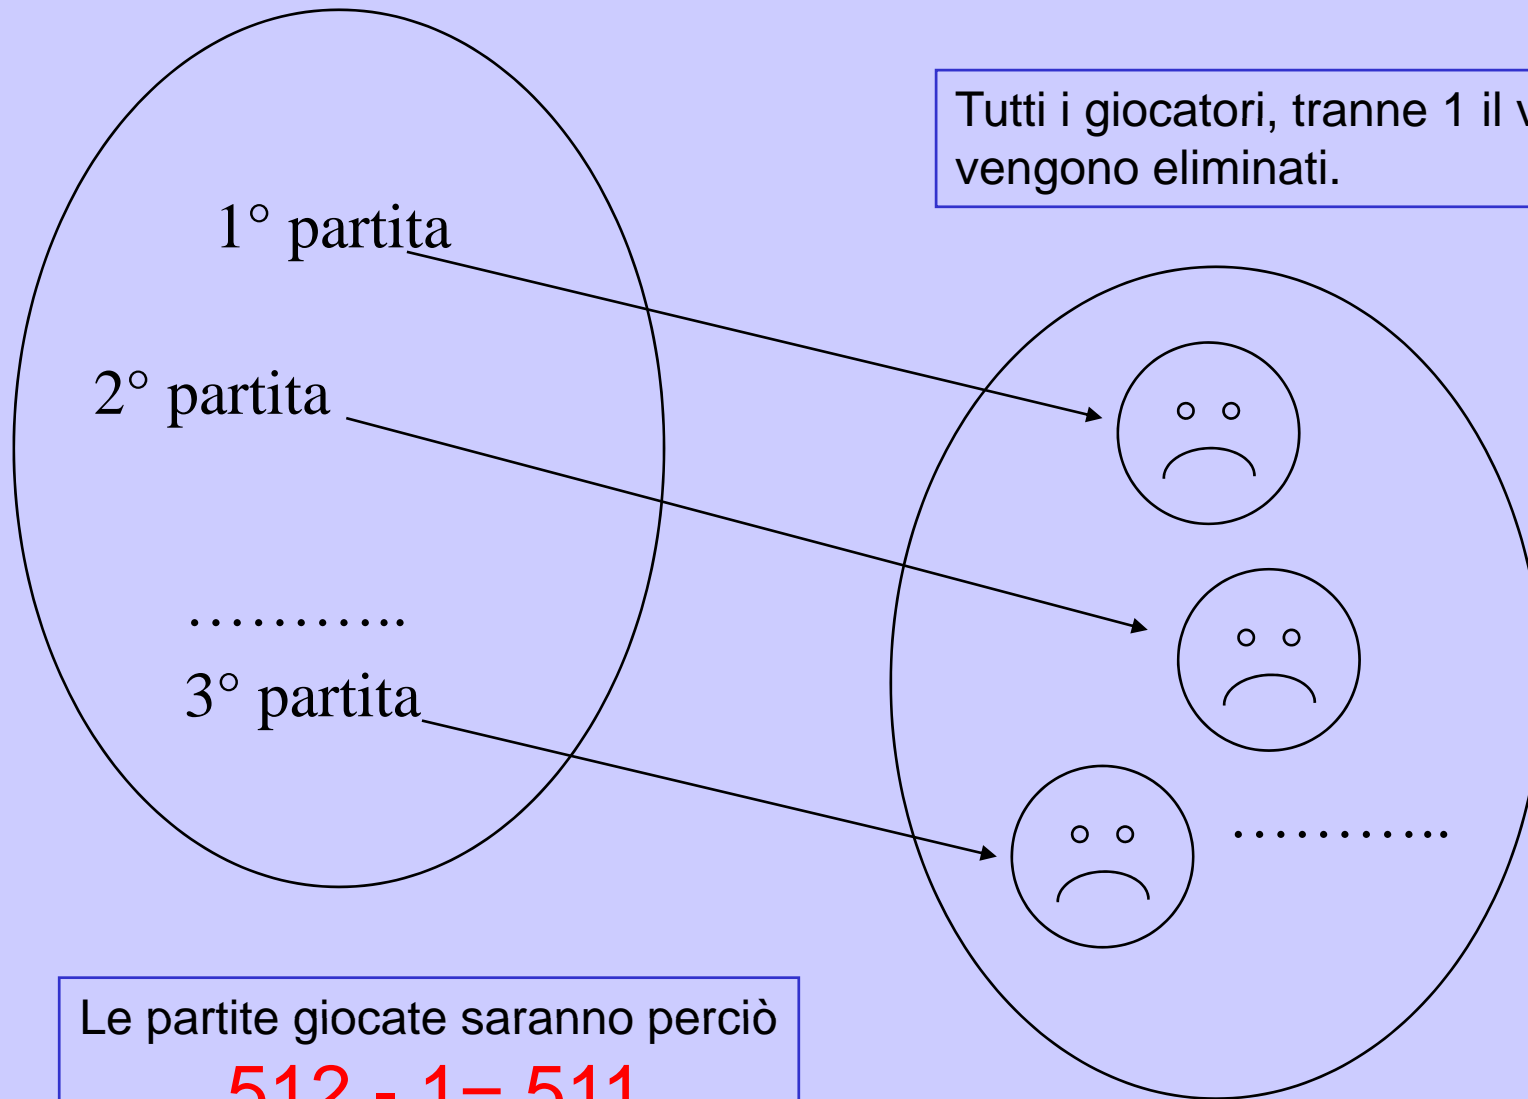 Tutti i giocatori, tranne 1 il
vengono eliminati.
1° partita
2° partita
………..
3° partita
………..
Le partite giocate saranno perciò
512 - 1= 511